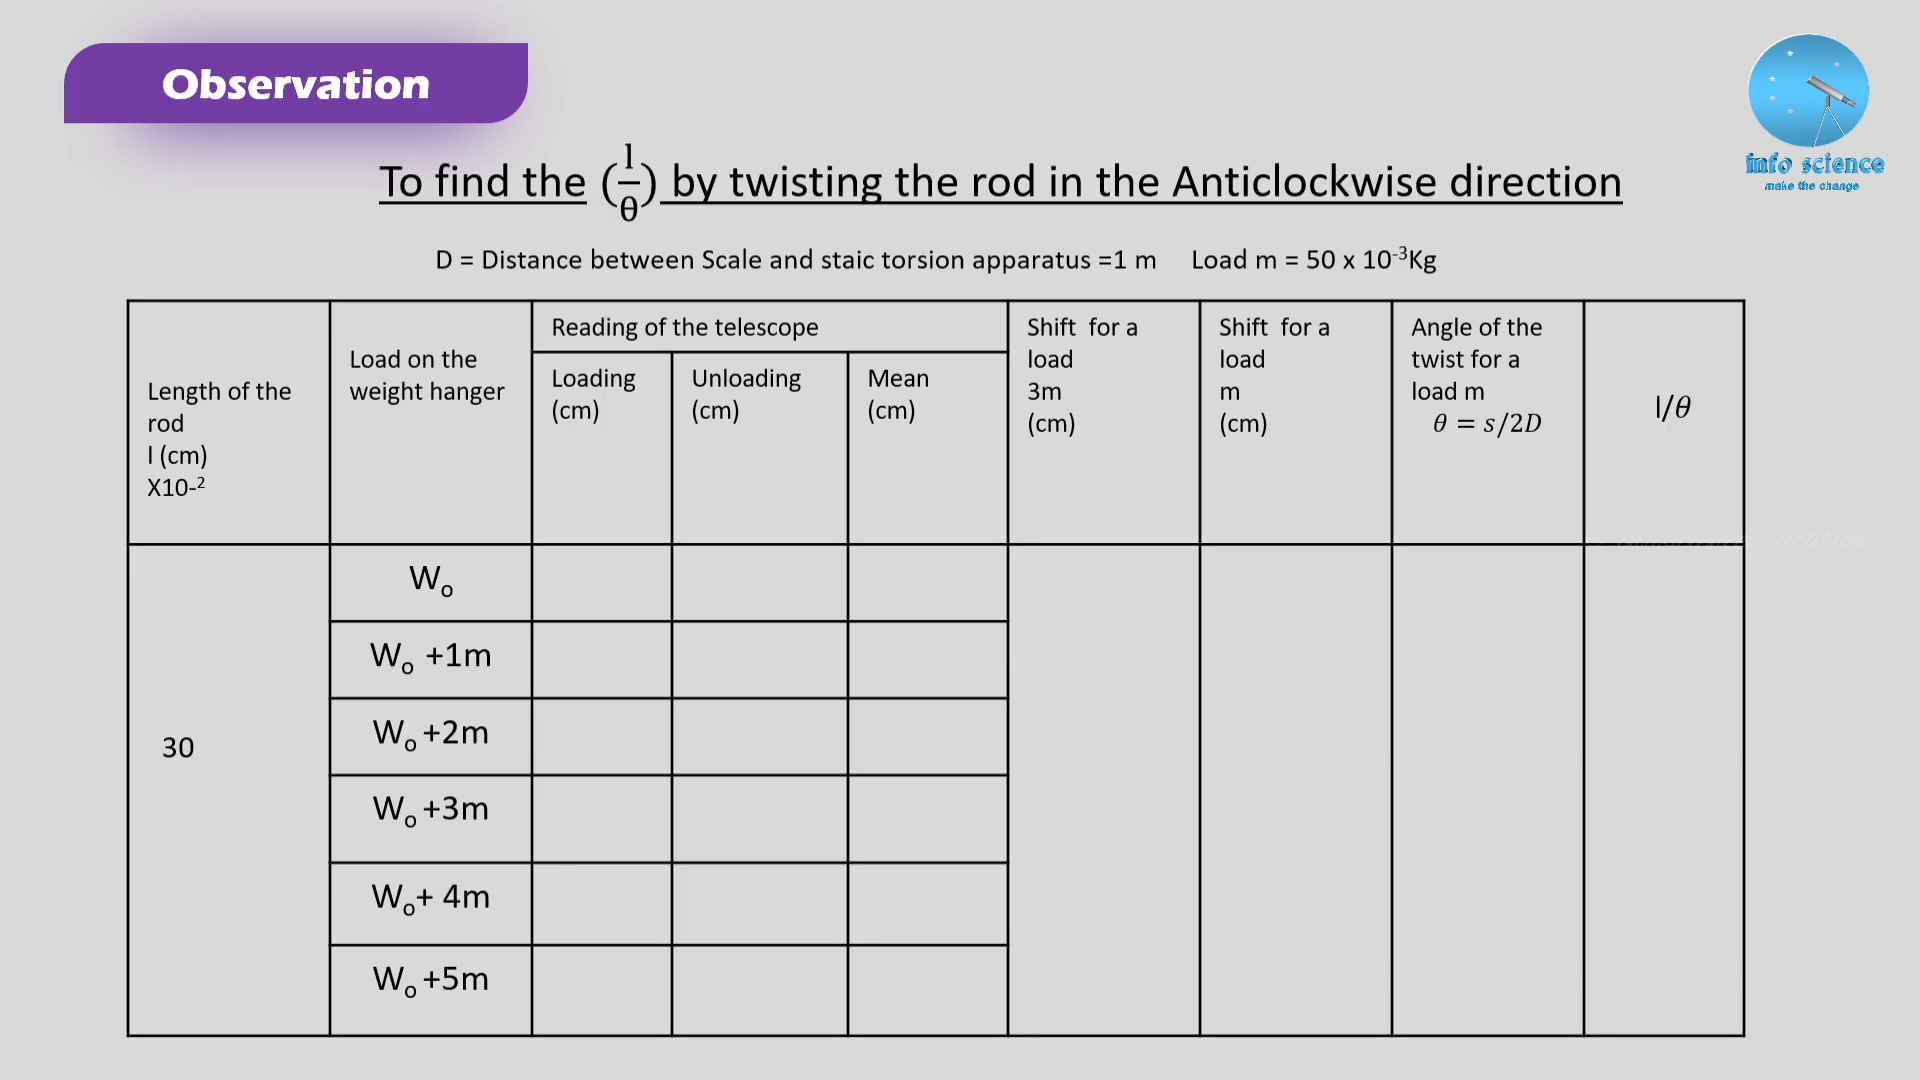 Observation
info science
make the change
To find the (l/θ) by twisting the rod in the Anticlockwise direction
D = Distance between Scale and staic torsion apparatus =1 m Load m = 50 x 10⁻³Kg
Length of the
rod
l (cm)
X10-²
Load on the
weight hanger
Reading of the telescope
Loading
(cm)
Unloading
(cm)
Mean
(cm)
Shift for a
load
3m
(cm)
Shift for a
load
m
(cm)
Angle of the
twist for a
load m
θ = s/2D
l/θ
30
Wₒ
Wₒ +1m
Wₒ +2m
Wₒ +3m
Wₒ+ 4m
Wₒ +5m